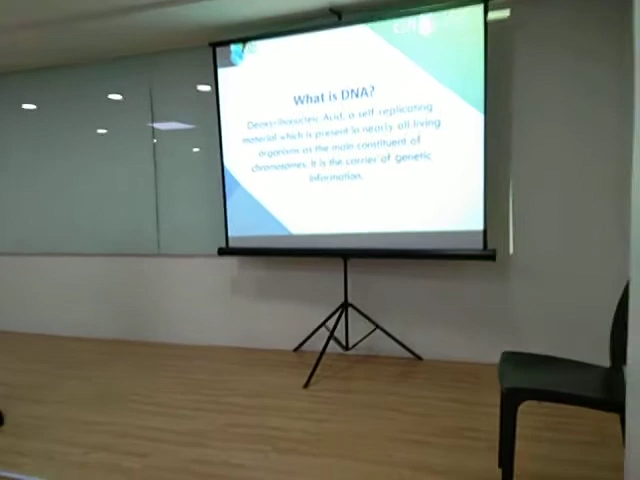 What is DNA?
Deoxyribonucleic Acid, a self replicating
material which is present in nearly all living
organism as the main constituent of
chromosomes. It is the carrier of genetic
information.